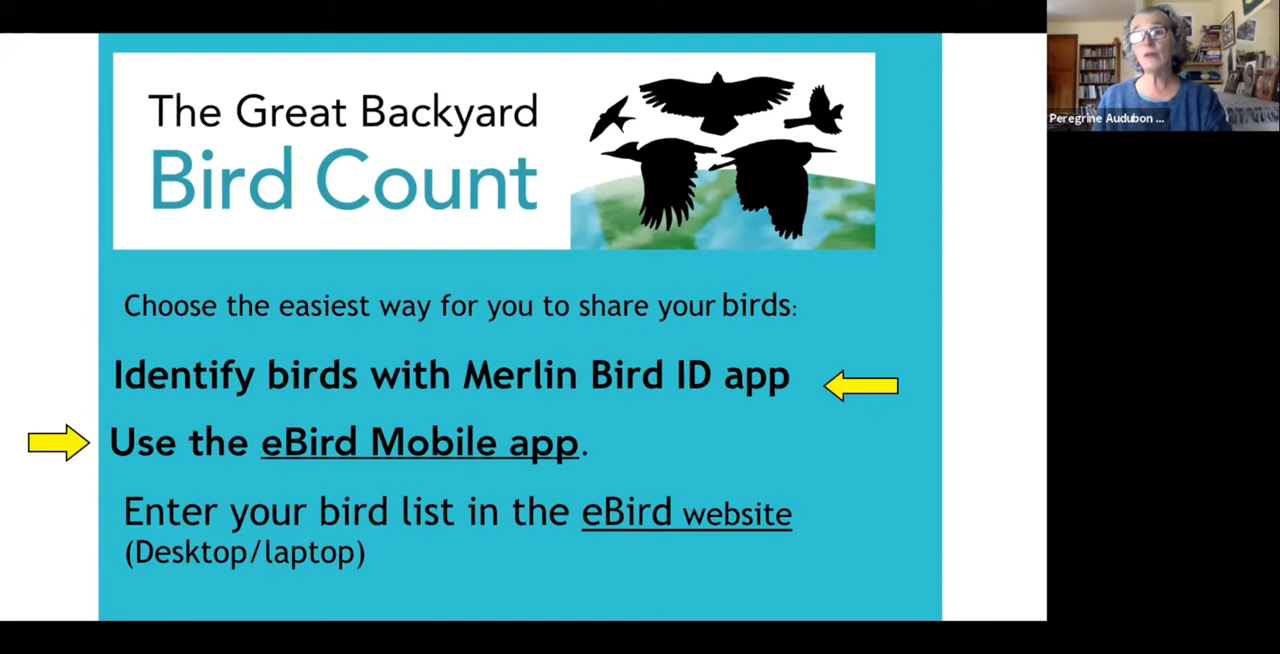 The Great Backyard
Bird Count
Choose the easiest way for you to share your birds:
Identify birds with Merlin Bird ID app
Use the eBird Mobile app.
Enter your bird list in the eBird website
(Desktop/laptop)
Peregrine Audubon ...